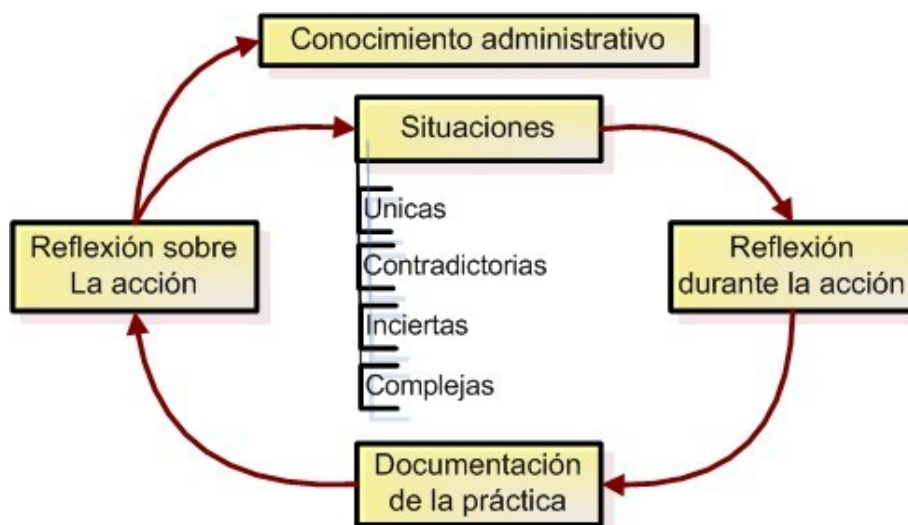 Conocimiento administrativo
Situaciones
Unicas
Contradictorias
Inciertas
Complejas
Reflexión sobre
La acción
Reflexión
durante la acción
Documentación
de la práctica